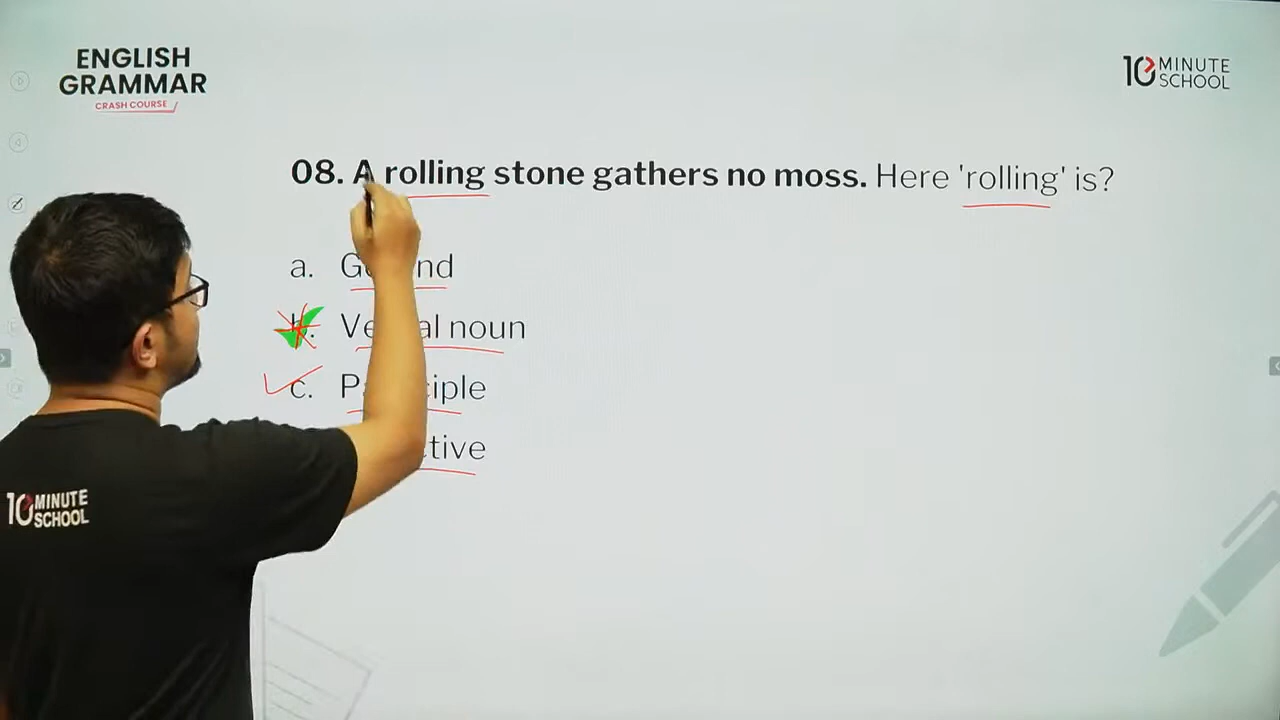 ENGLISH
GRAMMAR
CRASH COURSE
10 MINUTE
SCHOOL
08. A rolling stone gathers no moss. Here 'rolling' is?
a.
b.
noun
c.
10 MINUTE
SCHOOL